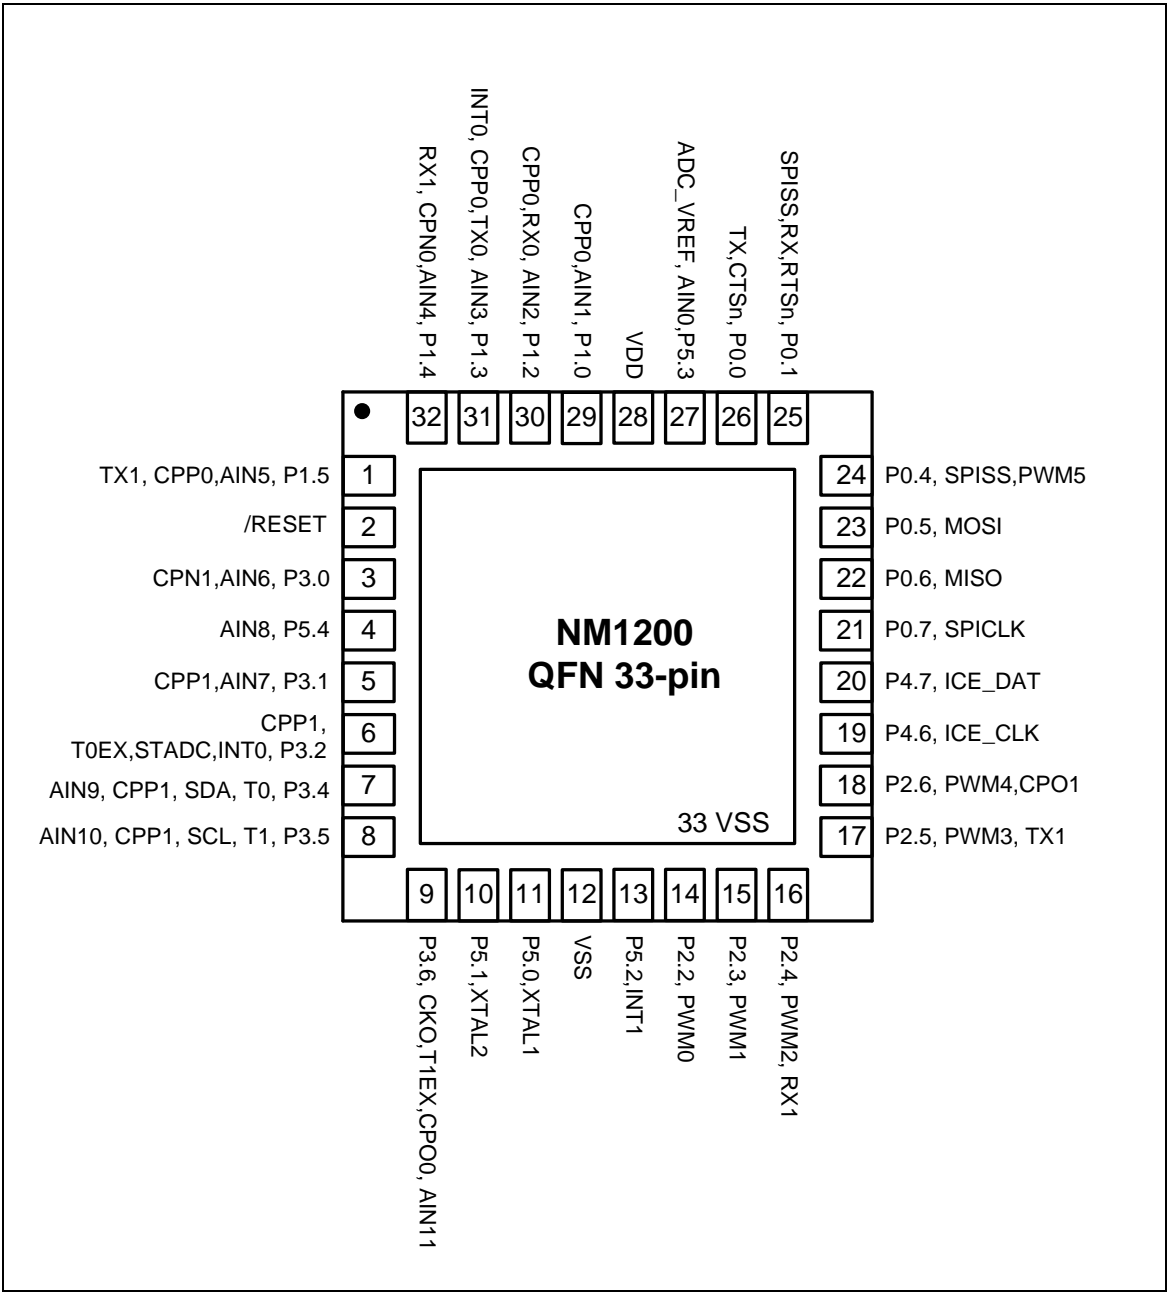 RX1, CPN0,AIN4, P1.4
INT0, CPP0,TX0, AIN3, P1.3
CPP0,RX0, AIN2, P1.2
CPP0,AIN1, P1.0
VDD
ADC_VREF, AIN0,P5.3
TX,CTSn, P0.0
SPISS,RX,RTSn, P0.1
32 31 30 29 28 27 26 25
TX1, CPP0,AIN5, P1.5 1
/RESET 2
CPN1,AIN6, P3.0 3
AIN8, P5.4 4
CPP1,AIN7, P3.1 5
CPP1,
T0EX,STADC,INT0, P3.2 6
AIN9, CPP1, SDA, T0, P3.4 7
AIN10, CPP1, SCL, T1, P3.5 8
NM1200
QFN 33-pin
33 VSS
24 P0.4, SPISS,PWM5
23 P0.5, MOSI
22 P0.6, MISO
21 P0.7, SPICLK
20 P4.7, ICE_DAT
19 P4.6, ICE_CLK
18 P2.6, PWM4,CPO1
17 P2.5, PWM3, TX1
9 10 11 12 13 14 15 16
P3.6, CKO,T1EX,CPO0, AIN11
P5.1,XTAL2
P5.0,XTAL1
VSS
P5.2,INT1
P2.2, PWM0
P2.3, PWM1
P2.4, PWM2, RX1